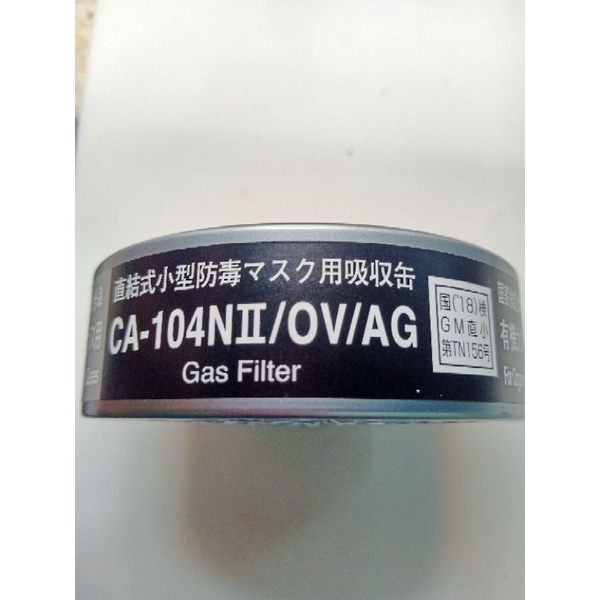 直結式小型防毒マスク用吸収缶
CA-104NⅡ/OV/AG
Gas Filter
国('18)検
GM直小
第TN156号